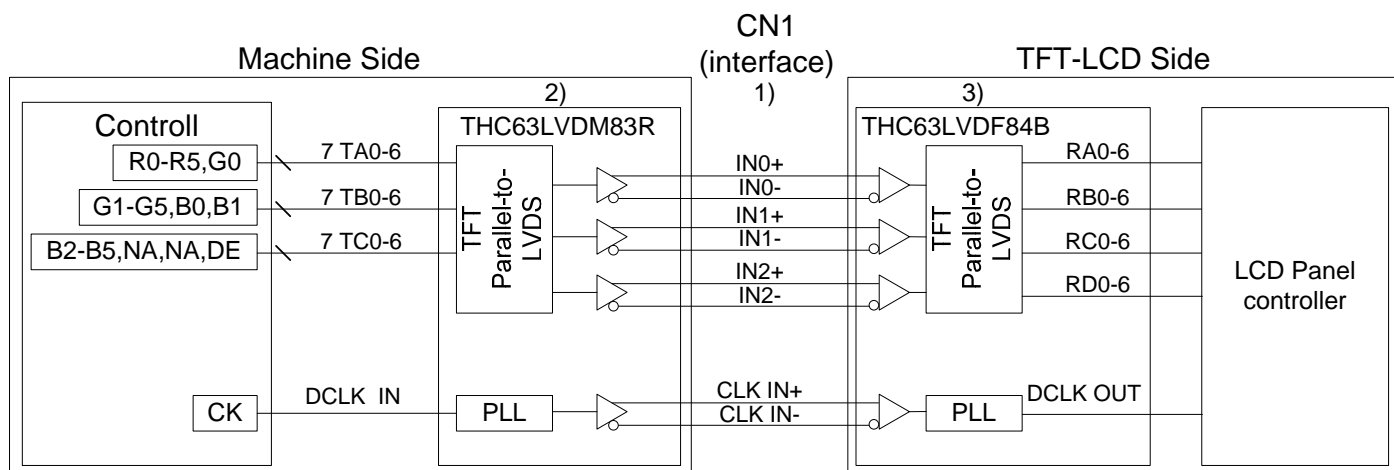 CN1
(interface)
1)
Machine Side
TFT-LCD Side
2)
3)
Controll
THC63LVDM83R
THC63LVDF84B
R0-R5,G0
7 TA0-6
G1-G5,B0,B1
7 TB0-6
B2-B5,NA,NA,DE
7 TC0-6
TFT
Parallel-to-
LVDS
IN0+
IN0-
IN1+
IN1-
IN2+
IN2-
TFT
Parallel-to-
LVDS
RA0-6
RB0-6
RC0-6
RD0-6
LCD Panel
controller
CK
DCLK IN
PLL
CLK IN+
CLK IN-
PLL
DCLK OUT